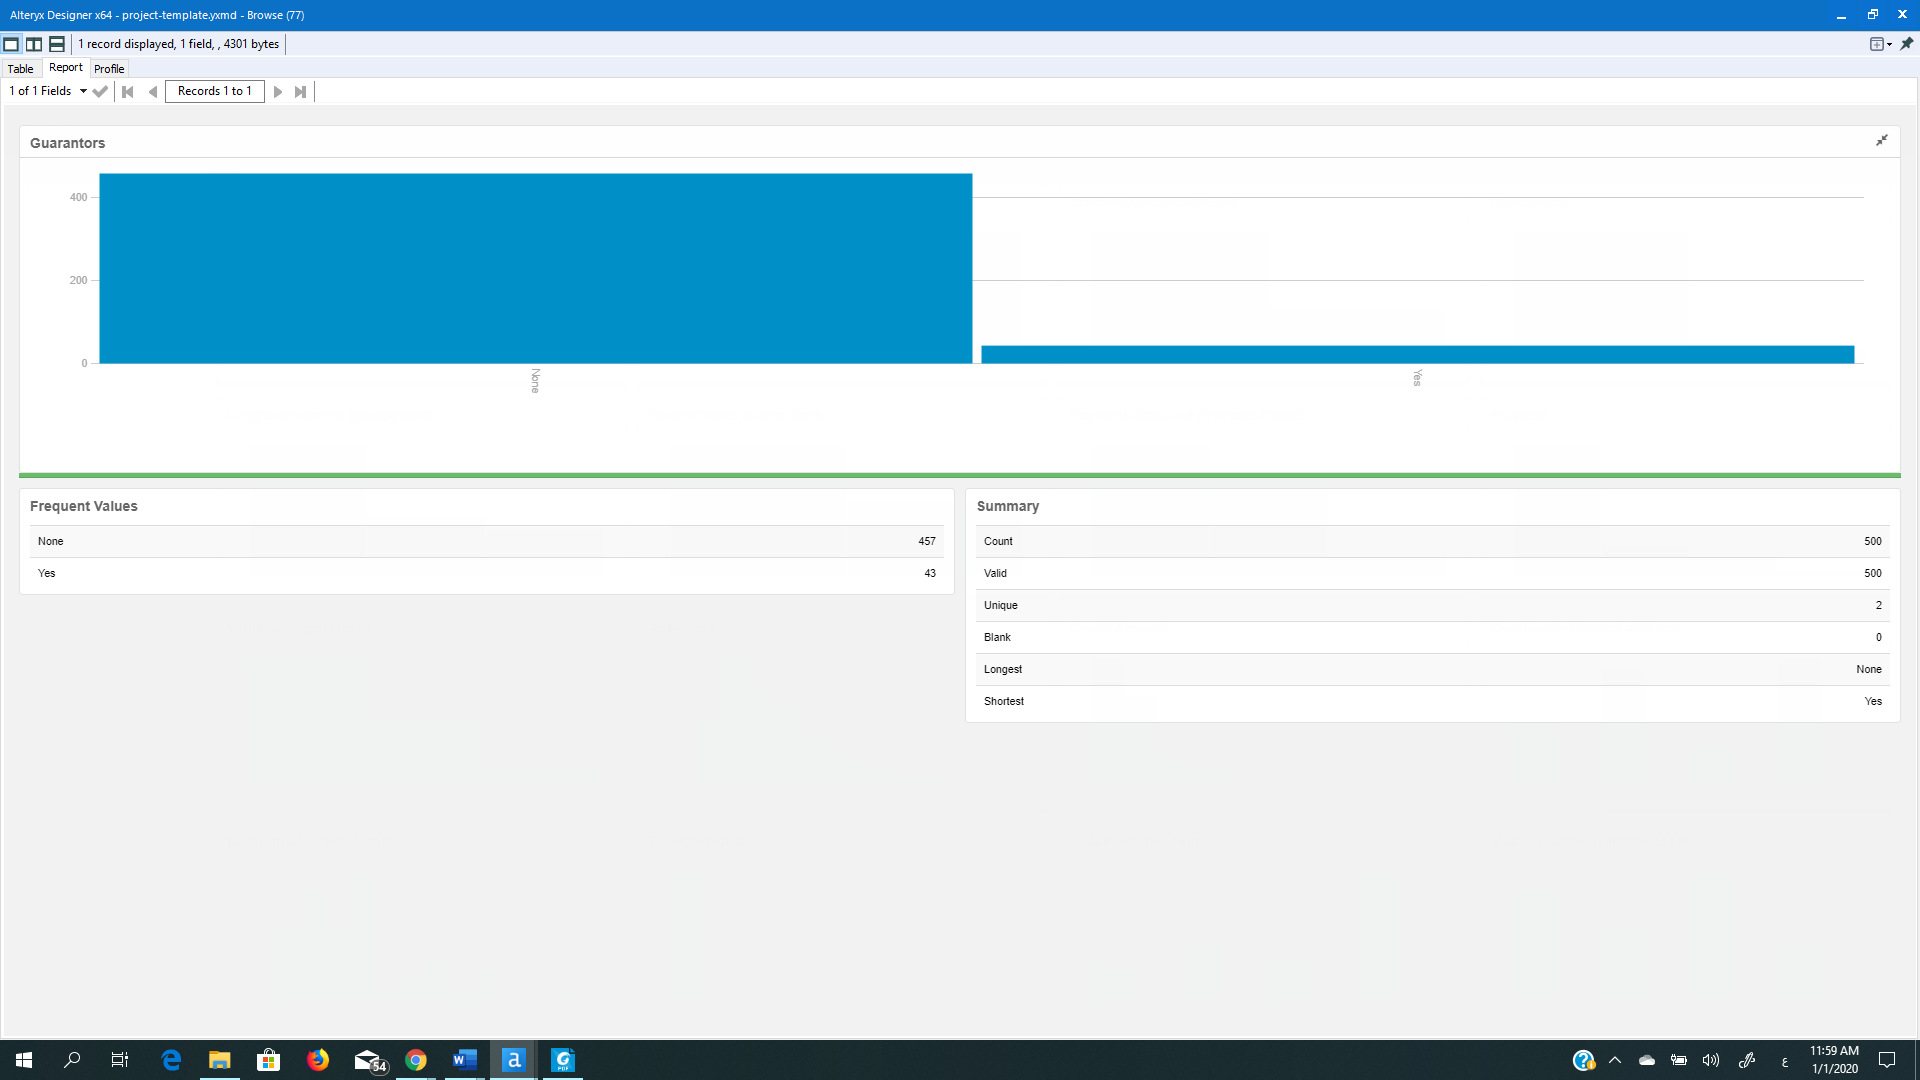 Alteryx Designer x64 - project-template.yxmd - Browse (77)
1 record displayed, 1 field, , 4301 bytes
Table Report Profile
1 of 1 Fields Records 1 to 1
Guarantors
400
200
0
None Yes
Frequent Values
None 457
Yes 43
Summary
Count 500
Valid 500
Unique 2
Blank 0
Longest None
Shortest Yes
54
ع
11:59 AM
1/1/2020